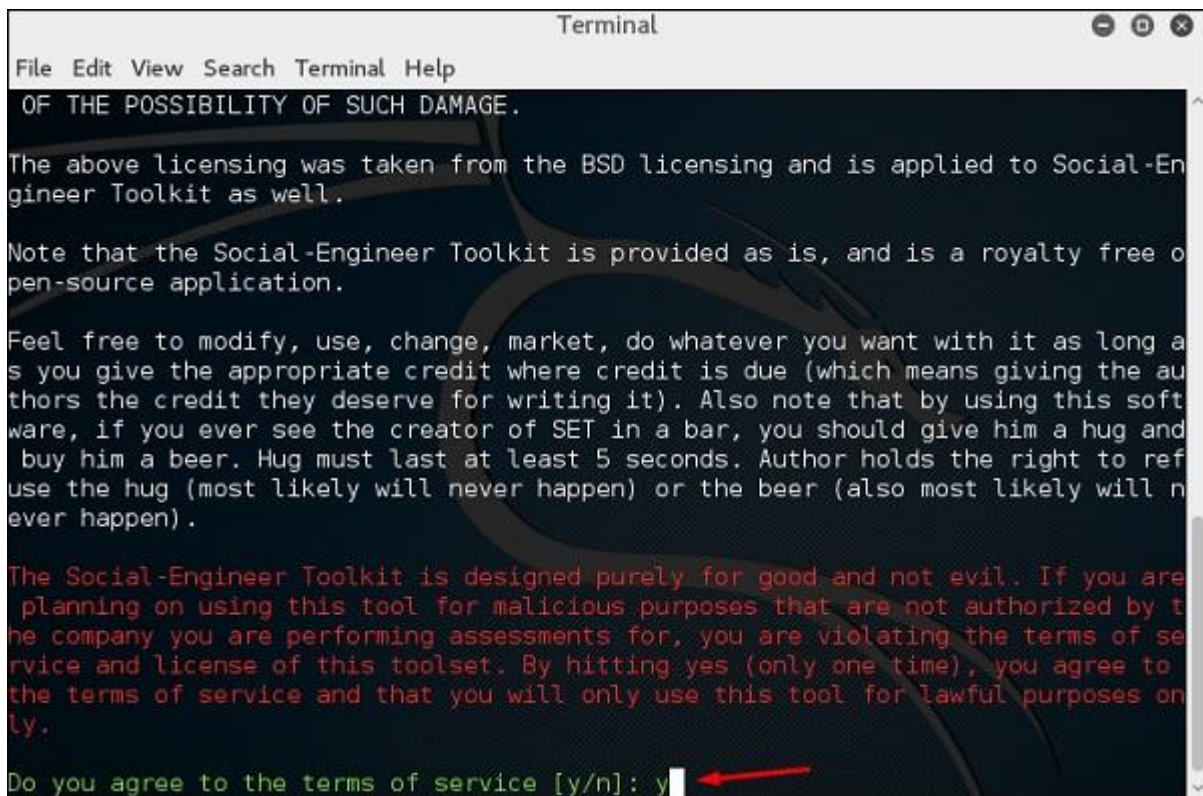 Terminal
File Edit View Search Terminal Help
OF THE POSSIBILITY OF SUCH DAMAGE.
The above licensing was taken from the BSD licensing and is applied to Social-En
gineer Toolkit as well.
Note that the Social-Engineer Toolkit is provided as is, and is a royalty free o
pen-source application.
Feel free to modify, use, change, market, do whatever you want with it as long a
s you give the appropriate credit where credit is due (which means giving the au
thors the credit they deserve for writing it). Also note that by using this soft
ware, if you ever see the creator of SET in a bar, you should give him a hug and
buy him a beer. Hug must last at least 5 seconds. Author holds the right to ref
use the hug (most likely will never happen) or the beer (also most likely will n
ever happen).
The Social-Engineer Toolkit is designed purely for good and not evil. If you are
planning on using this tool for malicious purposes that are not authorized by t
he company you are performing assessments for, you are violating the terms of se
rvice and license of this toolset. By hitting yes (only one time), you agree to
the terms of service and that you will only use this tool for lawful purposes on
ly.
Do you agree to the terms of service [y/n]: y